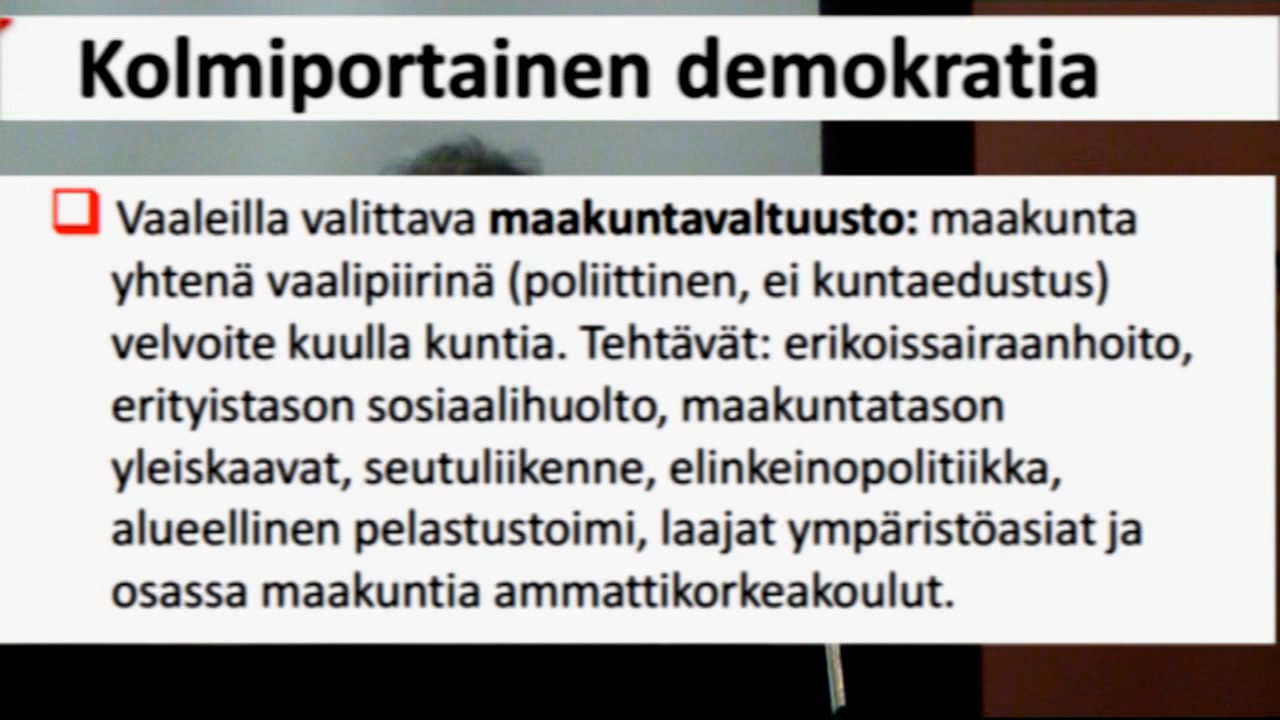 Kolmiportainen demokratia
Vaaleilla valittava maakuntavaltuusto: maakunta
yhtenä vaalipiirinä (poliittinen, ei kuntaedustus)
velvoite kuulla kuntia. Tehtävät: erikoissairaanhoito,
erityistason sosiaalihuolto, maakuntatason
yleiskaavat, seutuliikenne, elinkeinopolitiikka,
alueellinen pelastustoimi, laajat ympäristöasiat ja
osassa maakuntia ammattikorkeakoulut.